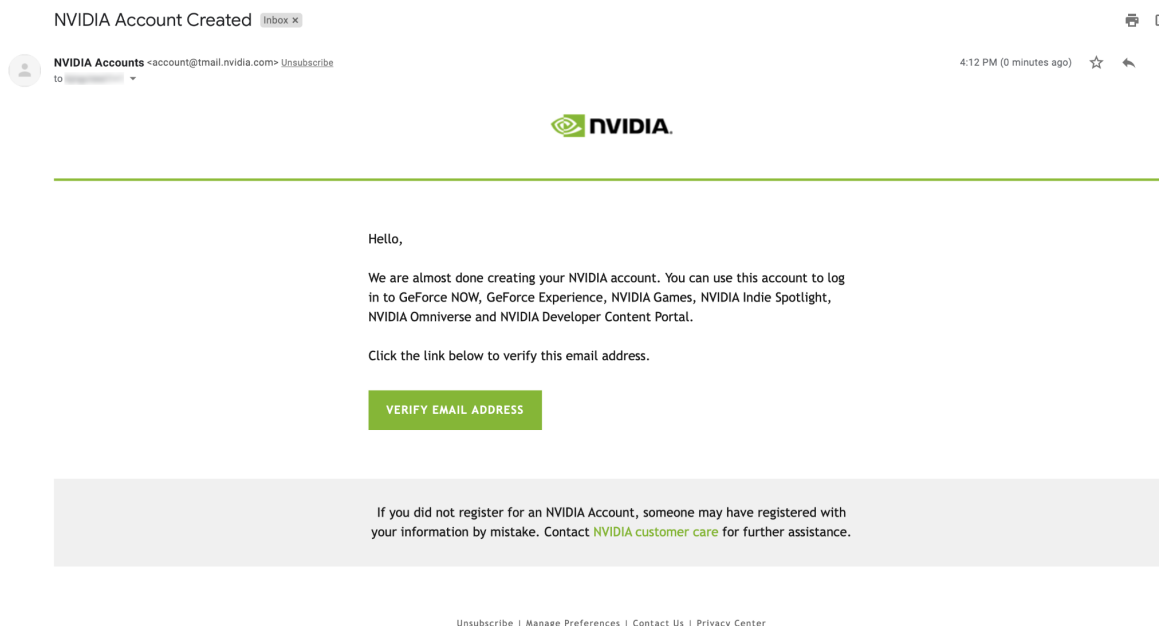 NVIDIA Account Created Inbox x
NVIDIA Accounts <account@tmail.nvidia.com> Unsubscribe
4:12 PM (0 minutes ago)
to
NVIDIA.
Hello,
We are almost done creating your NVIDIA account. You can use this account to log
in to GeForce NOW, GeForce Experience, NVIDIA Games, NVIDIA Indie Spotlight,
NVIDIA Omniverse and NVIDIA Developer Content Portal.
Click the link below to verify this email address.
VERIFY EMAIL ADDRESS
If you did not register for an NVIDIA Account, someone may have registered with
your information by mistake. Contact NVIDIA customer care for further assistance.
Unsubscribe | Manage Preferences | Contact Us | Privacy Center